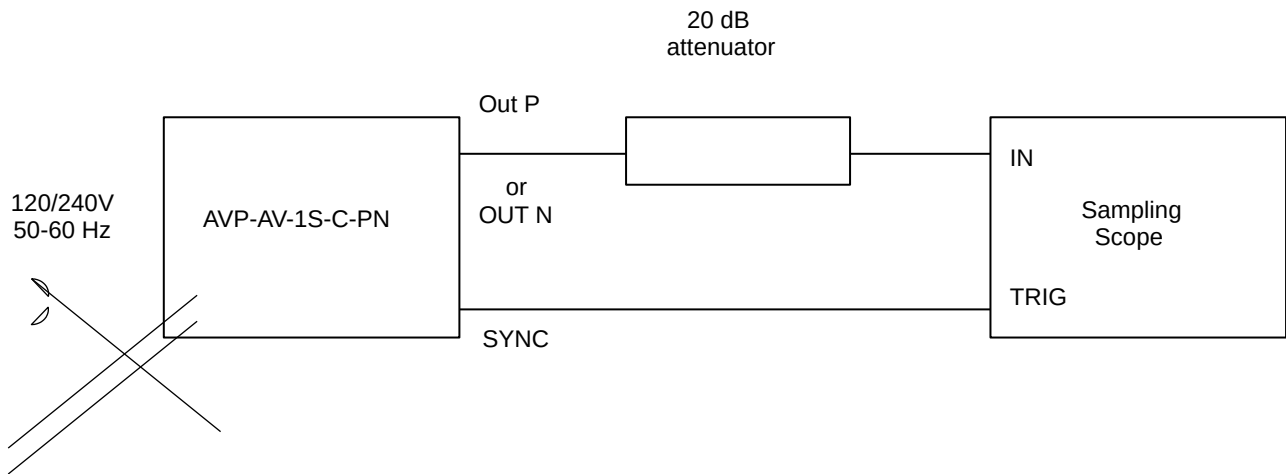 20 dB
attenuator
Out P
or
OUT N
IN
120/240V
50-60 Hz
AVP-AV-1S-C-PN
Sampling
Scope
TRIG
SYNC